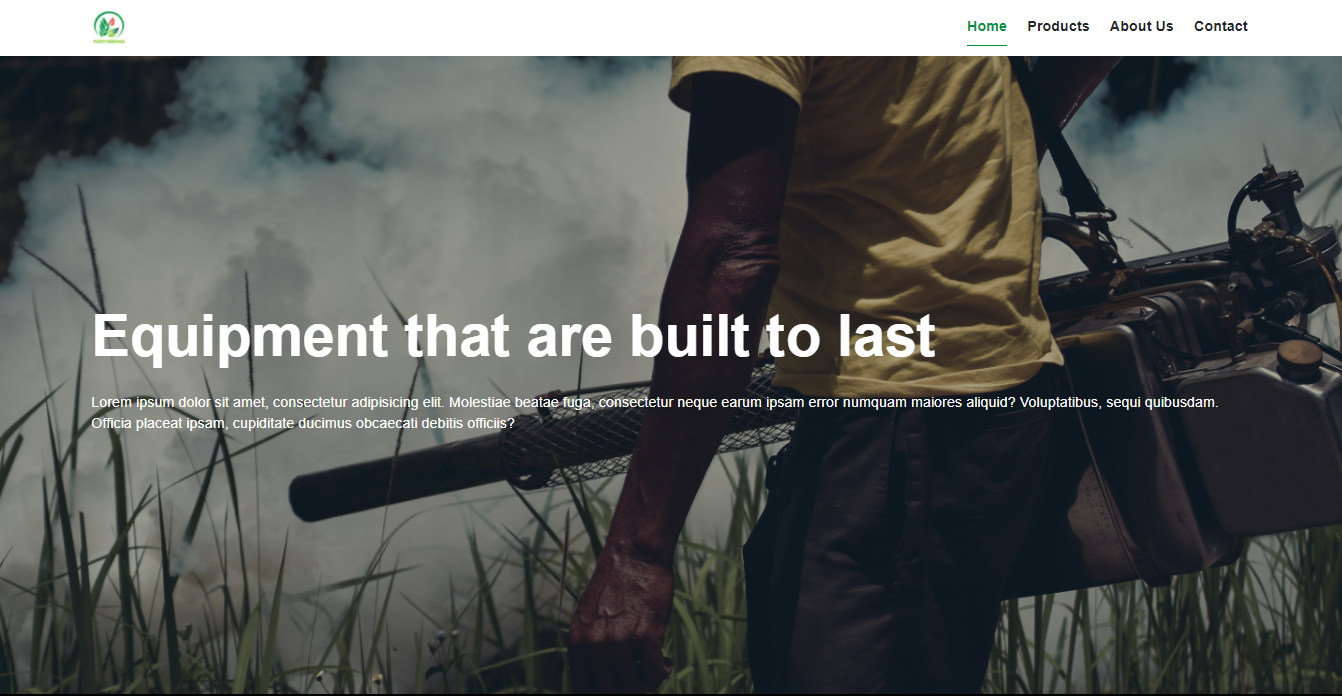 Home Products About Us Contact
Equipment that are built to last
Lorem ipsum dolor sit amet, consectetur adipisicing elit. Molestiae beatae fuga, consectetur neque earum ipsam error numquam maiores aliquid? Voluptatibus, sequi quibusdam.
Officia placeat ipsam, cupiditate ducimus obcaecati debitis officiis?